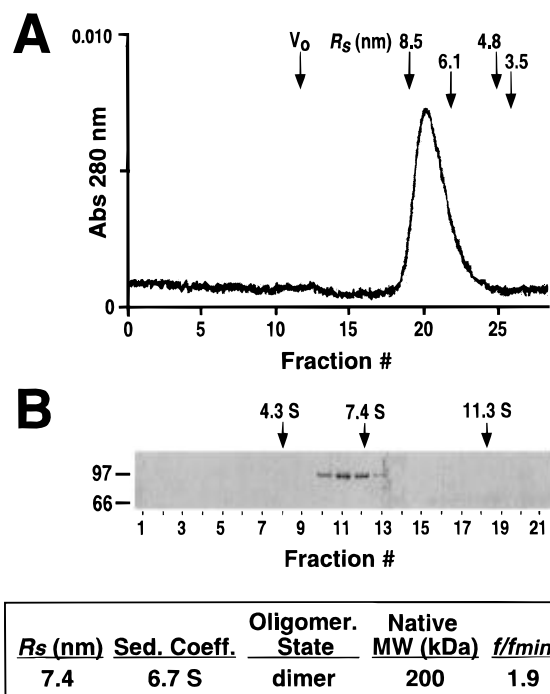 A
0.010
Vo
Rs (nm) 8.5
4.8
6.1
3.5
Abs 280 nm
0
0 5 10 15 20 25
Fraction #
B
4.3 S 7.4 S 11.3 S
97
66
1 3 5 7 9 11 13 15 17 19 21
Fraction #
Oligomer. Native
Rs (nm) Sed. Coeff. State MW (kDa) f/fmin
7.4 6.7 S dimer 200 1.9